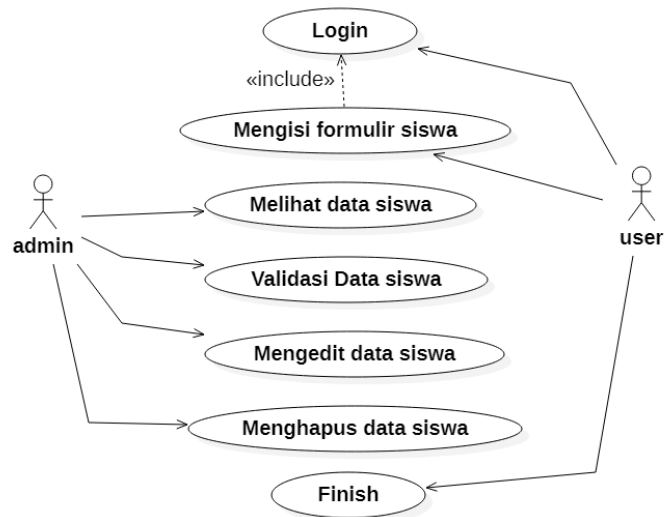 Login
«include»
Mengisi formulir siswa
Melihat data siswa
admin
user
Validasi Data siswa
Mengedit data siswa
Menghapus data siswa
Finish